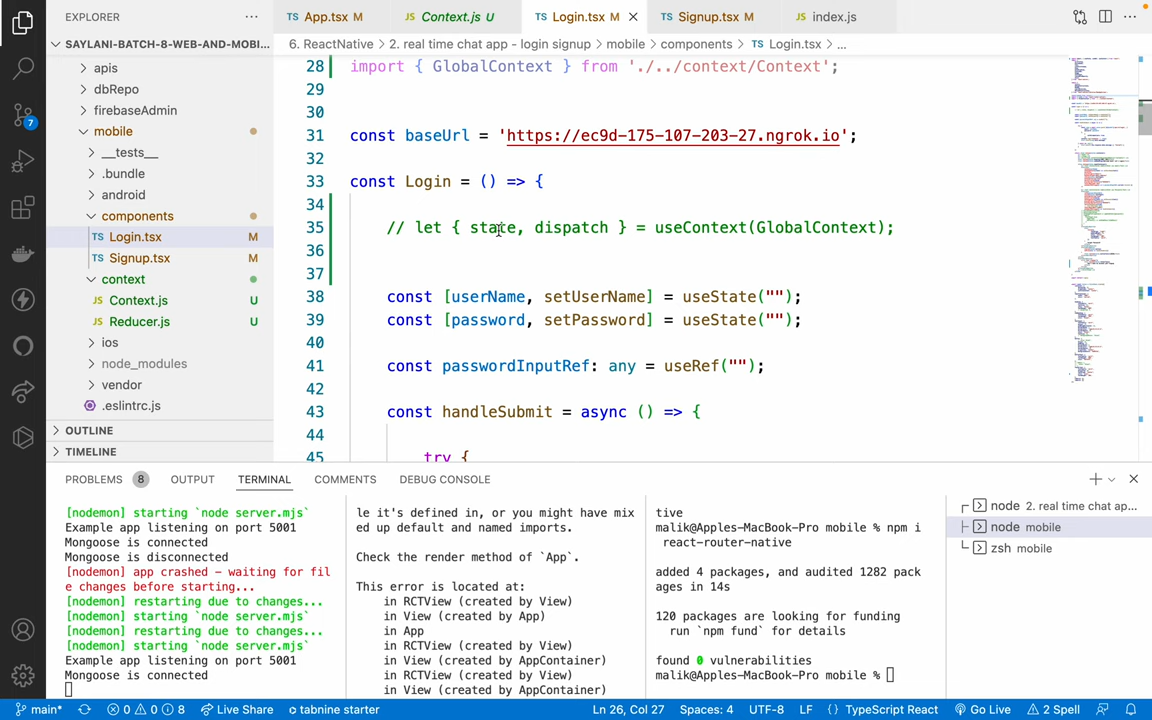 EXPLORER
TS App.tsx M
JS Context.js U
TS Login.tsx M
TS Signup.tsx M
JS index.js
SAYLANI-BATCH-8-WEB-AND-MOBI...
6. ReactNative > 2. real time chat app - login signup > mobile > components > TS Login.tsx > ...
apis
dbRepo
firebaseAdmin
mobile
__tests__
.bundle
android
components
TS Login.tsx M
TS Signup.tsx M
context
JS Context.js U
JS Reducer.js U
ios
node_modules
vendor
.eslintrc.js
OUTLINE
TIMELINE
7
28 import { GlobalContext } from './../context/Context';
29
30
31 const baseUrl = 'https://ec9d-175-107-203-27.ngrok.io';
32
33 const Login = () => {
34
35 // let { state, dispatch } = useContext(GlobalContext);
36
37
38 const [userName, setUserName] = useState("");
39 const [password, setPassword] = useState("");
40
41 const passwordInputRef: any = useRef("");
42
43 const handleSubmit = async () => {
44
45 try {
PROBLEMS 8 OUTPUT TERMINAL COMMENTS DEBUG CONSOLE
[nodemon] starting `node server.mjs`
Example app listening on port 5001
Mongoose is connected
Mongoose is disconnected
[nodemon] app crashed - waiting for fil
e changes before starting...
[nodemon] restarting due to changes...
[nodemon] starting `node server.mjs`
[nodemon] restarting due to changes...
[nodemon] starting `node server.mjs`
Example app listening on port 5001
Mongoose is connected
le it's defined in, or you might have mix
ed up default and named imports.
Check the render method of `App`.
This error is located at:
in RCTView (created by View)
in View (created by App)
in App
in RCTView (created by View)
in View (created by AppContainer)
in RCTView (created by View)
in View (created by AppContainer)
tive
malik@Apples-MacBook-Pro mobile % npm i
react-router-native
added 4 packages, and audited 1282 pack
ages in 14s
120 packages are looking for funding
run `npm fund` for details
found 0 vulnerabilities
malik@Apples-MacBook-Pro mobile %
node 2. real time chat ap...
node mobile
zsh mobile
main* 0 0 8 Live Share tabnine starter Ln 26, Col 27 Spaces: 4 UTF-8 LF {} TypeScript React Go Live 2 Spell